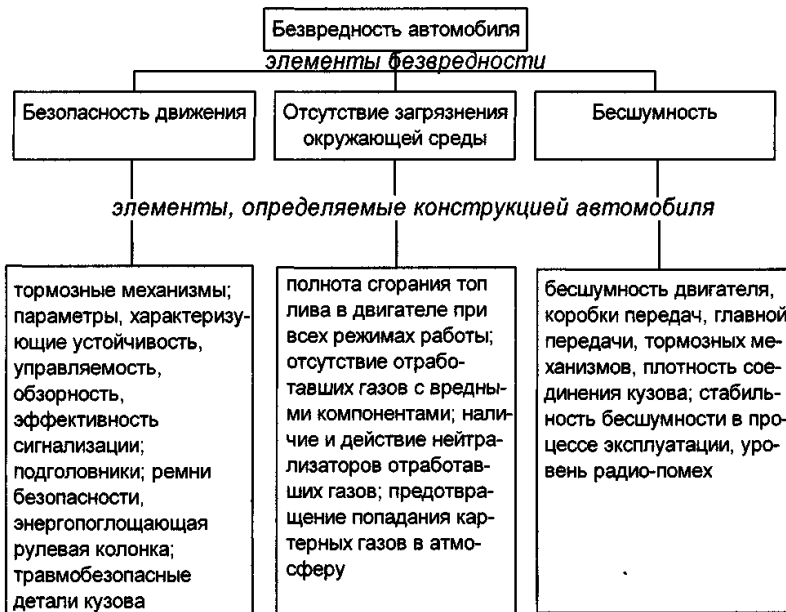 Безвредность автомобиля
элементы безвредности
Безопасность движения
Отсутствие загрязнения
окружающей среды
Бесшумность
элементы, определяемые конструкцией автомобиля
тормозные механизмы;
параметры, характеризу-
ющие устойчивость,
управляемость,
обзорность,
эффективность
сигнализации;
подголовники; ремни
безопасности,
энергопоглощающая
рулевая колонка;
травмобезопасные
детали кузова
полнота сгорания топ
лива в двигателе при
всех режимах работы;
отсутствие отрабо-
тавших газов с вредны-
ми компонентами; нали-
чие и действие нейтра-
лизаторов отработав-
ших газов; предотвра-
щение попадания кар-
терных газов в атмо-
сферу
бесшумность двигателя,
коробки передач, главной
передачи, тормозных ме-
ханизмов, плотность сое-
динения кузова; стабиль-
ность бесшумности в про-
цессе эксплуатации, уро-
вень радио-помех